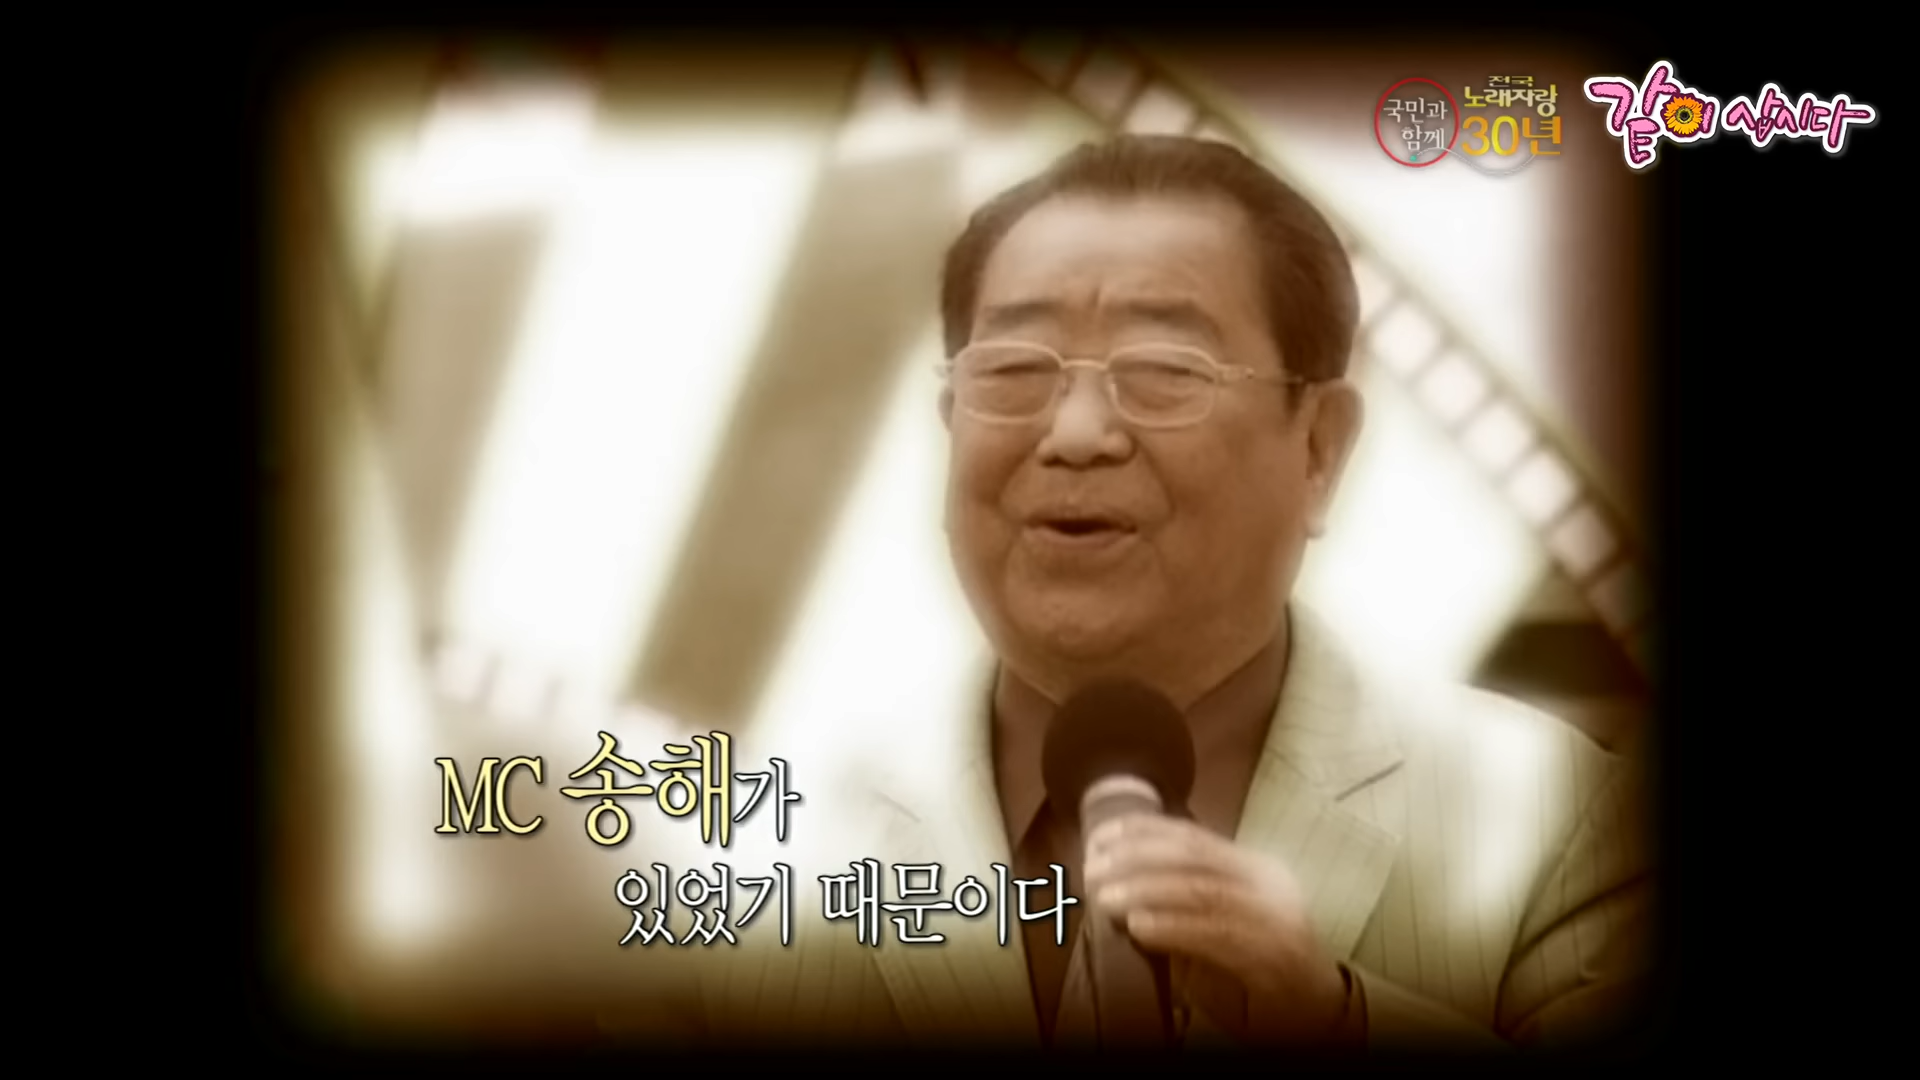 국민과
함께
전국
노래자랑
30년
같이 삽시다
MC 송해가
있었기 때문이다